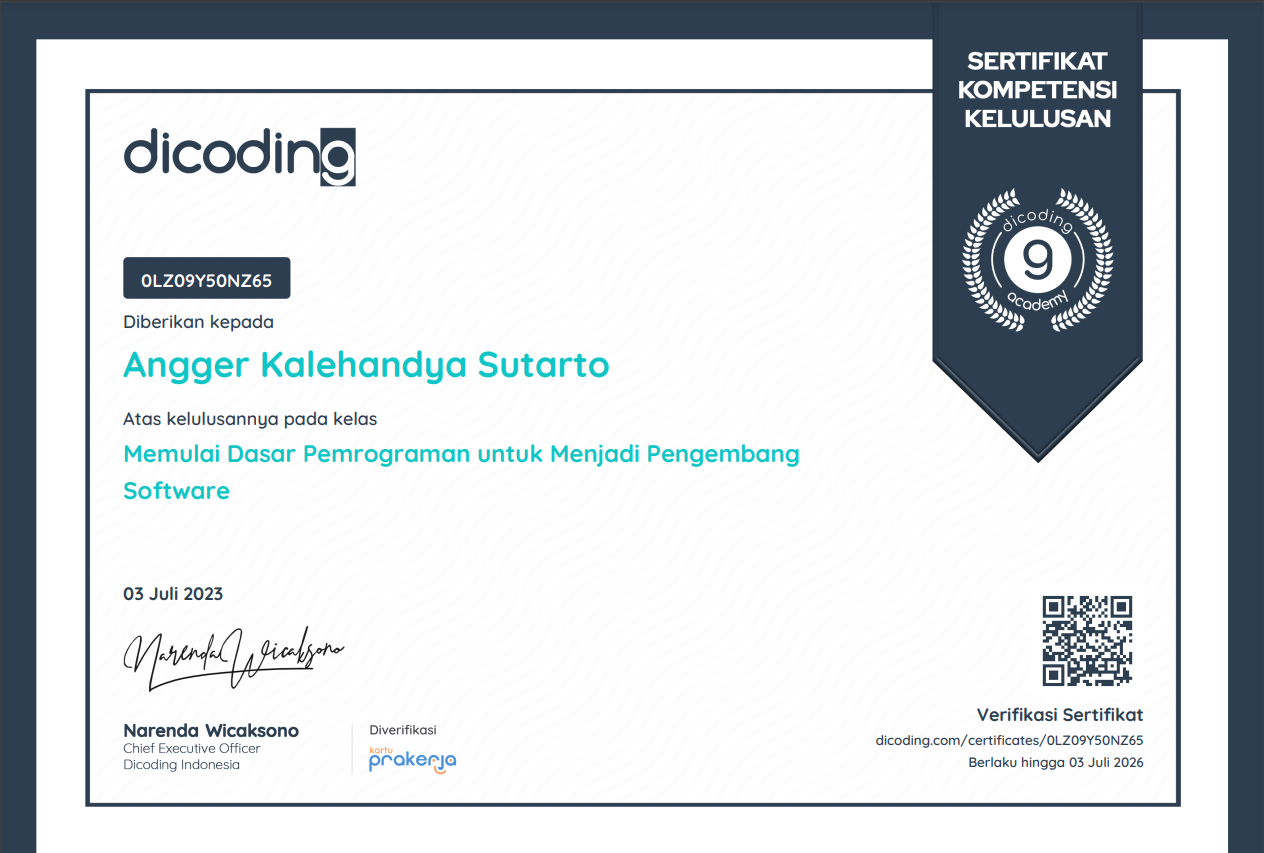 SERTIFIKAT
KOMPETENSI
KELULUSAN
dicoding
dicoding
g
academy
0LZ09Y50NZ65
Diberikan kepada
Angger Kalehandya Sutarto
Atas kelulusannya pada kelas
Memulai Dasar Pemrograman untuk Menjadi Pengembang
Software
03 Juli 2023
Narenda Wicaksono
Narenda Wicaksono
Chief Executive Officer
Dicoding Indonesia
Diverifikasi
kartu
prakerja
Verifikasi Sertifikat
dicoding.com/certificates/0LZ09Y50NZ65
Berlaku hingga 03 Juli 2026